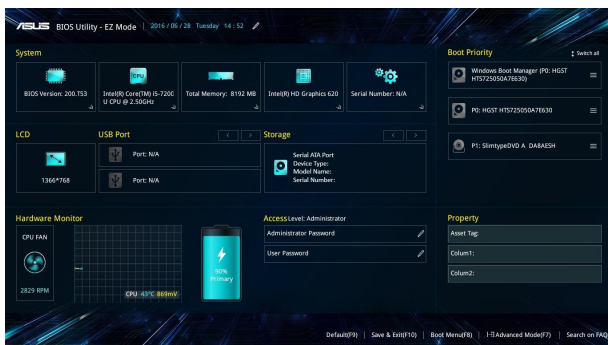 ASUS BIOS Utility - EZ Mode 2016/06/28 Tuesday 14:52
System
BIOS Version: 200.T53
Intel(R) Core(TM) i5-7200
U CPU @ 2.50GHz
Total Memory: 8192 MB
Intel(R) HD Graphics 620
Serial Number: N/A
CPU
Boot Priority
Switch all
Windows Boot Manager (P0: HGST
HTS725050A7E630)
P0: HGST HTS725050A7E630
P1: SlimtypeDVD A DA8AESH
LCD
1366*768
USB Port
Port: N/A
Port: N/A
Storage
Serial ATA Port
Device Type:
Model Name:
Serial Number:
Hardware Monitor
CPU FAN
2829 RPM
CPU 43°C 869mV
90%
Primary
Access Level: Administrator
Administrator Password
User Password
Property
Asset Tag:
Colum1:
Colum2:
Default(F9) | Save & Exit(F10) | Boot Menu(F8) | Advanced Mode(F7) | Search on FAQ